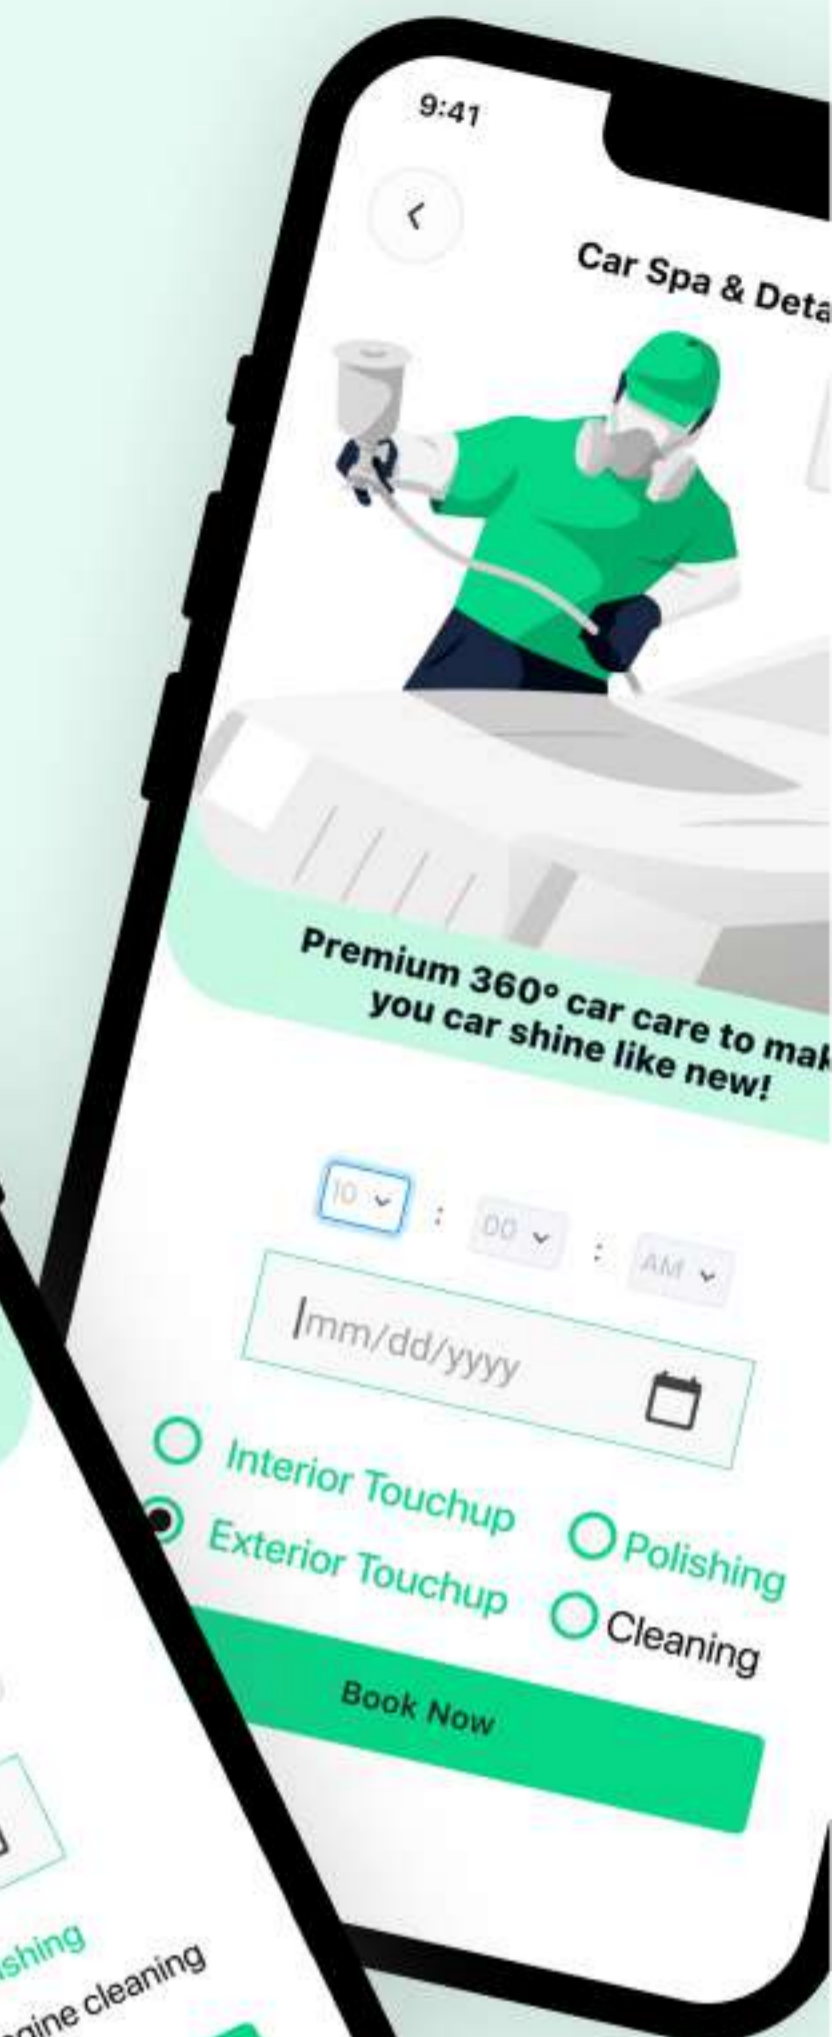 9:41
Car Spa & Deta
Premium 360° car care to mak
you car shine like new!
10 : 00 : AM
mm/dd/yyyy
Interior Touchup
Polishing
Exterior Touchup
Cleaning
Book Now
shing
gine cleaning